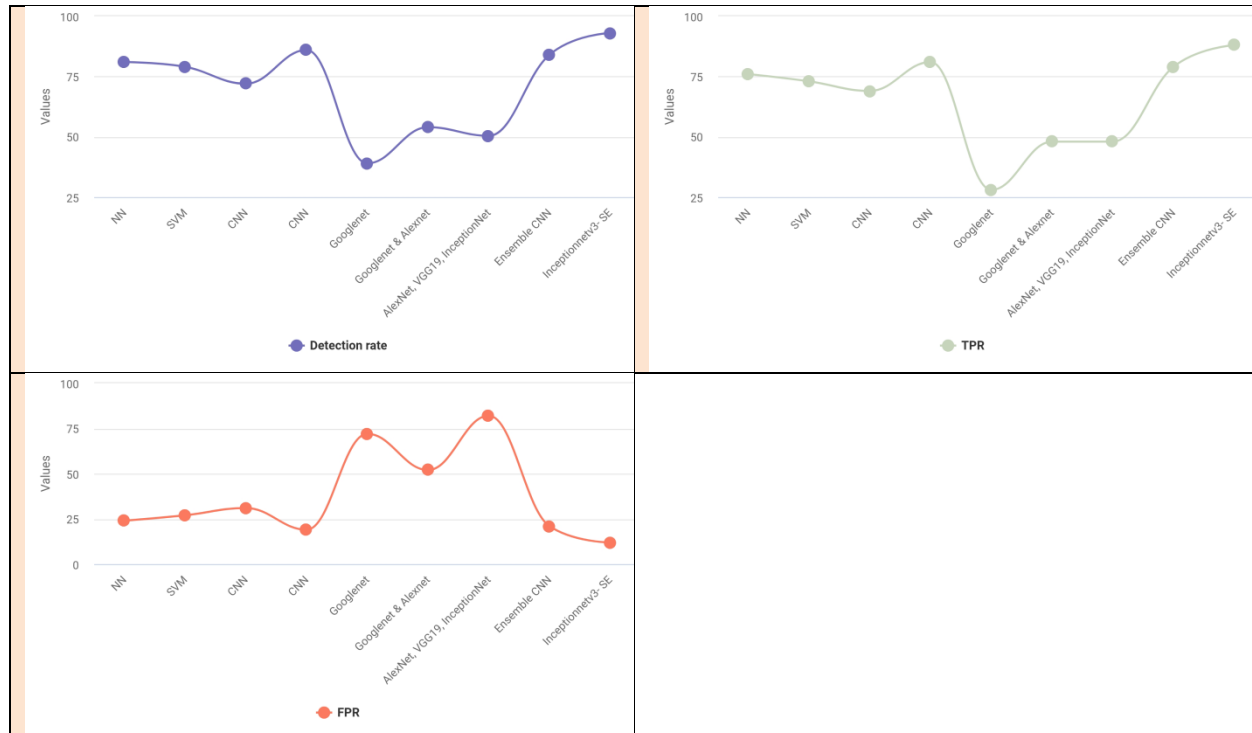 100
75
50
25
Values
NN
SVM
CNN
CNN
Googlenet
Googlenet & Alexnet
AlexNet, VGG19, InceptionNet
Ensemble CNN
Inceptionnetv3- SE
Detection rate
100
75
50
25
Values
NN
SVM
CNN
CNN
Googlenet
Googlenet & Alexnet
AlexNet, VGG19, InceptionNet
Ensemble CNN
Inceptionnetv3- SE
TPR
100
75
50
25
0
Values
NN
SVM
CNN
CNN
Googlenet
Googlenet & Alexnet
AlexNet, VGG19, InceptionNet
Ensemble CNN
Inceptionnetv3- SE
FPR